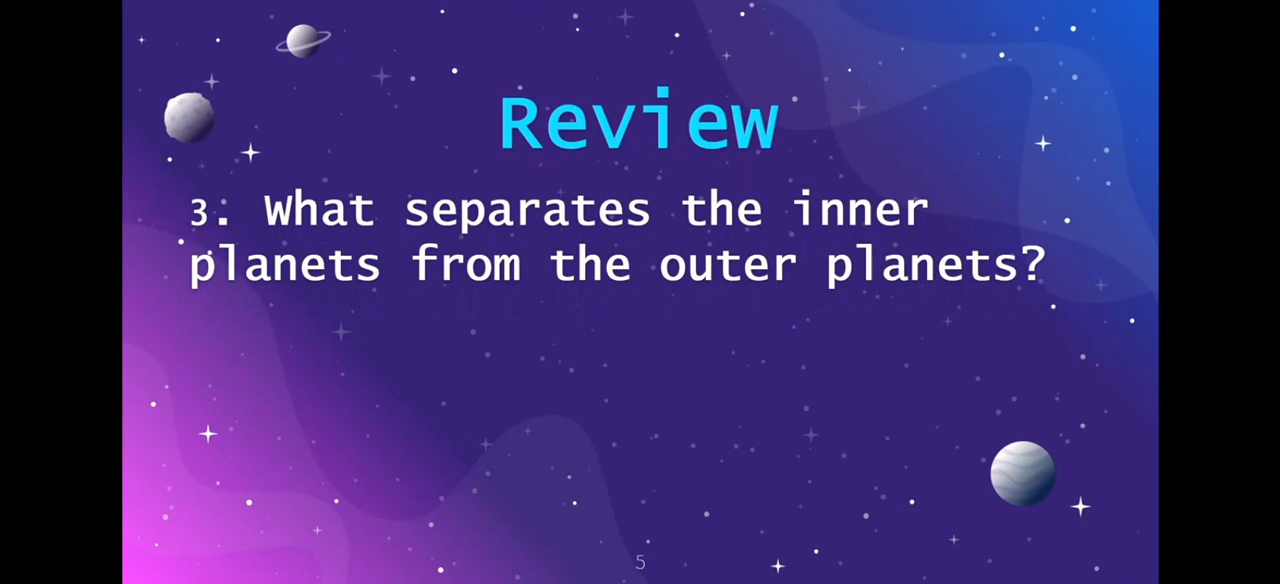 Review
3. What separates the inner
planets from the outer planets?
5